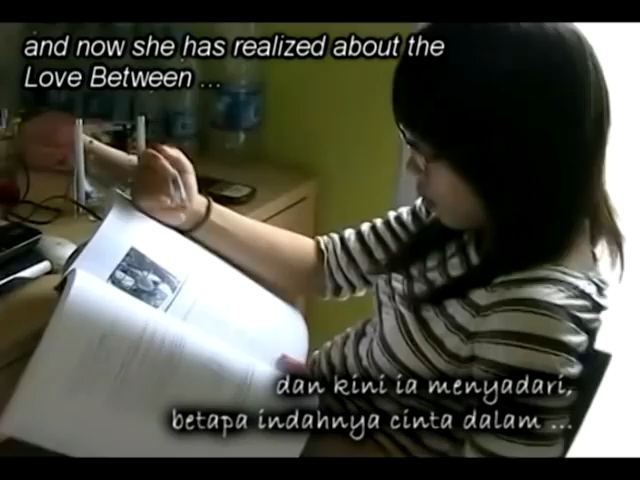 and now she has realized about the
Love Between ...
dan kini ia menyadari,
betapa indahnya cinta dalam ...